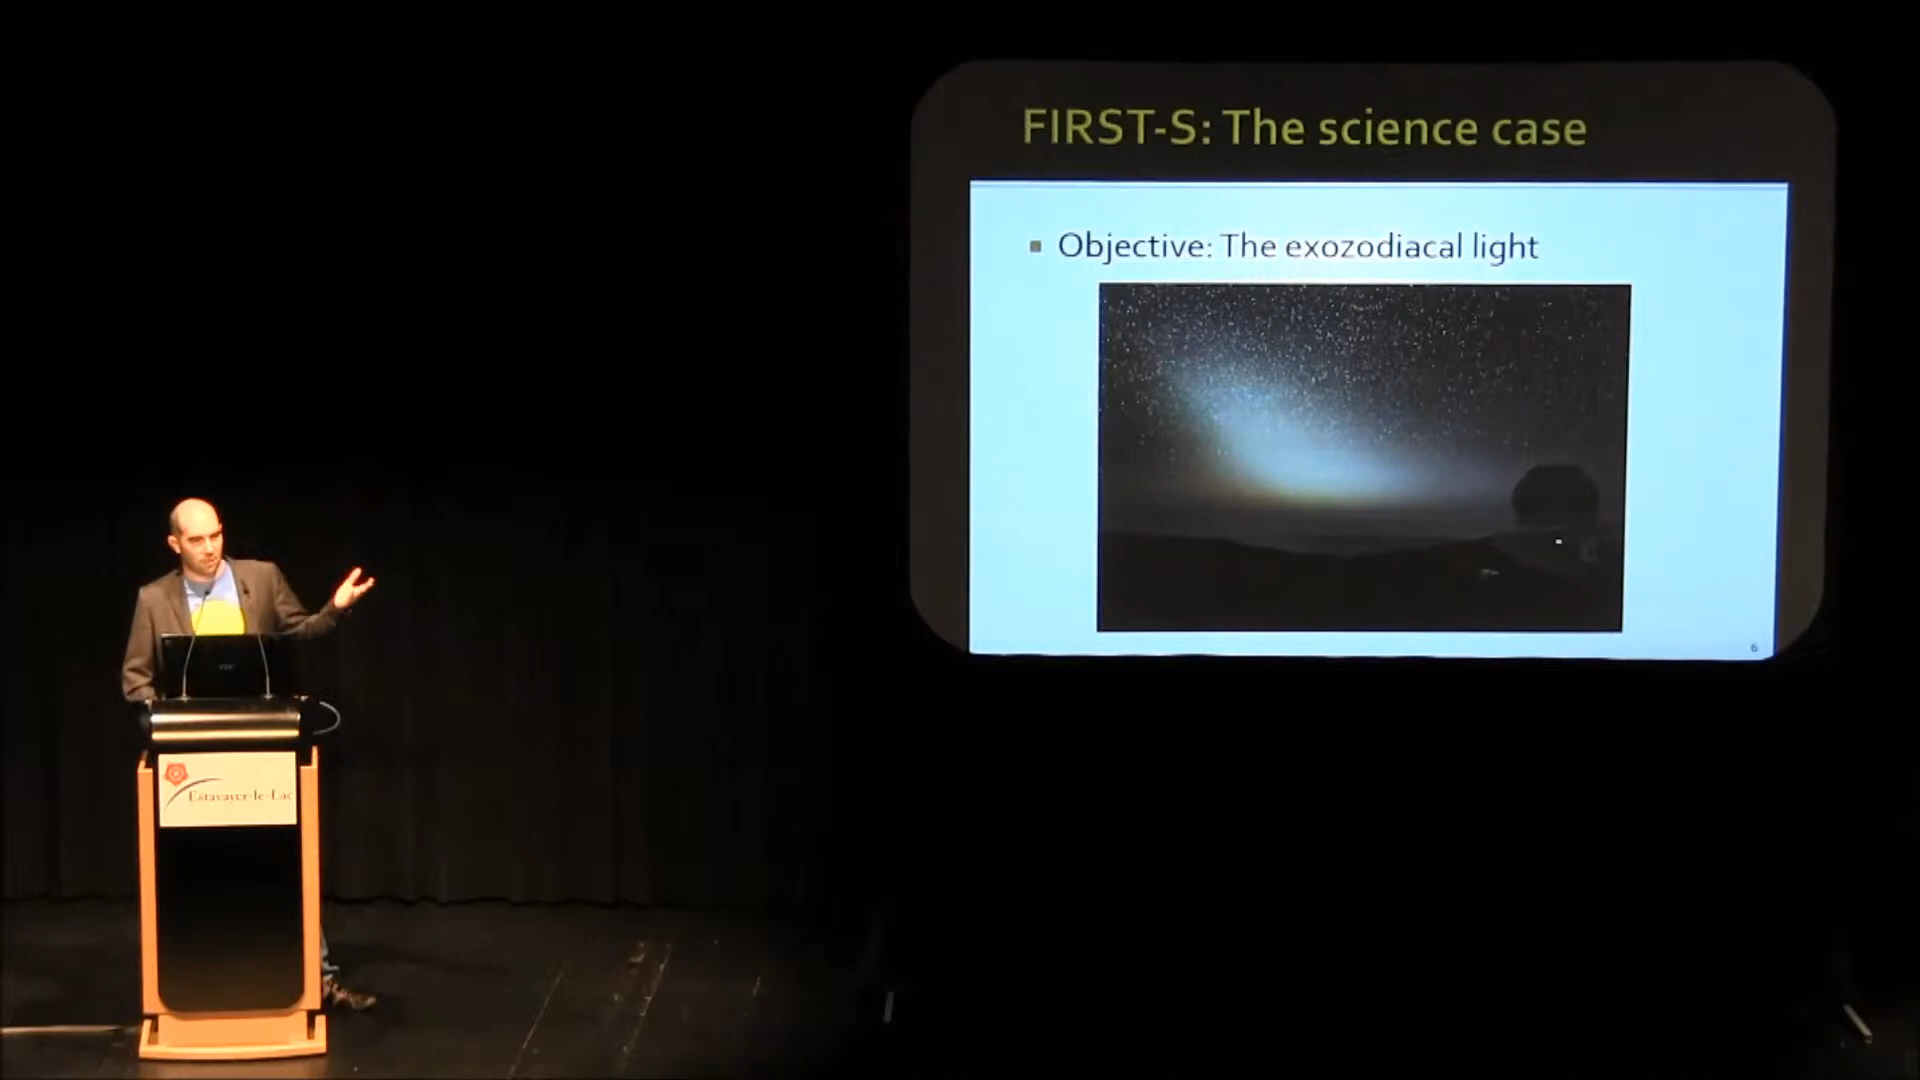 FIRST-S: The science case
Objective: The exozodiacal light
6
Estavayer-le-Lac